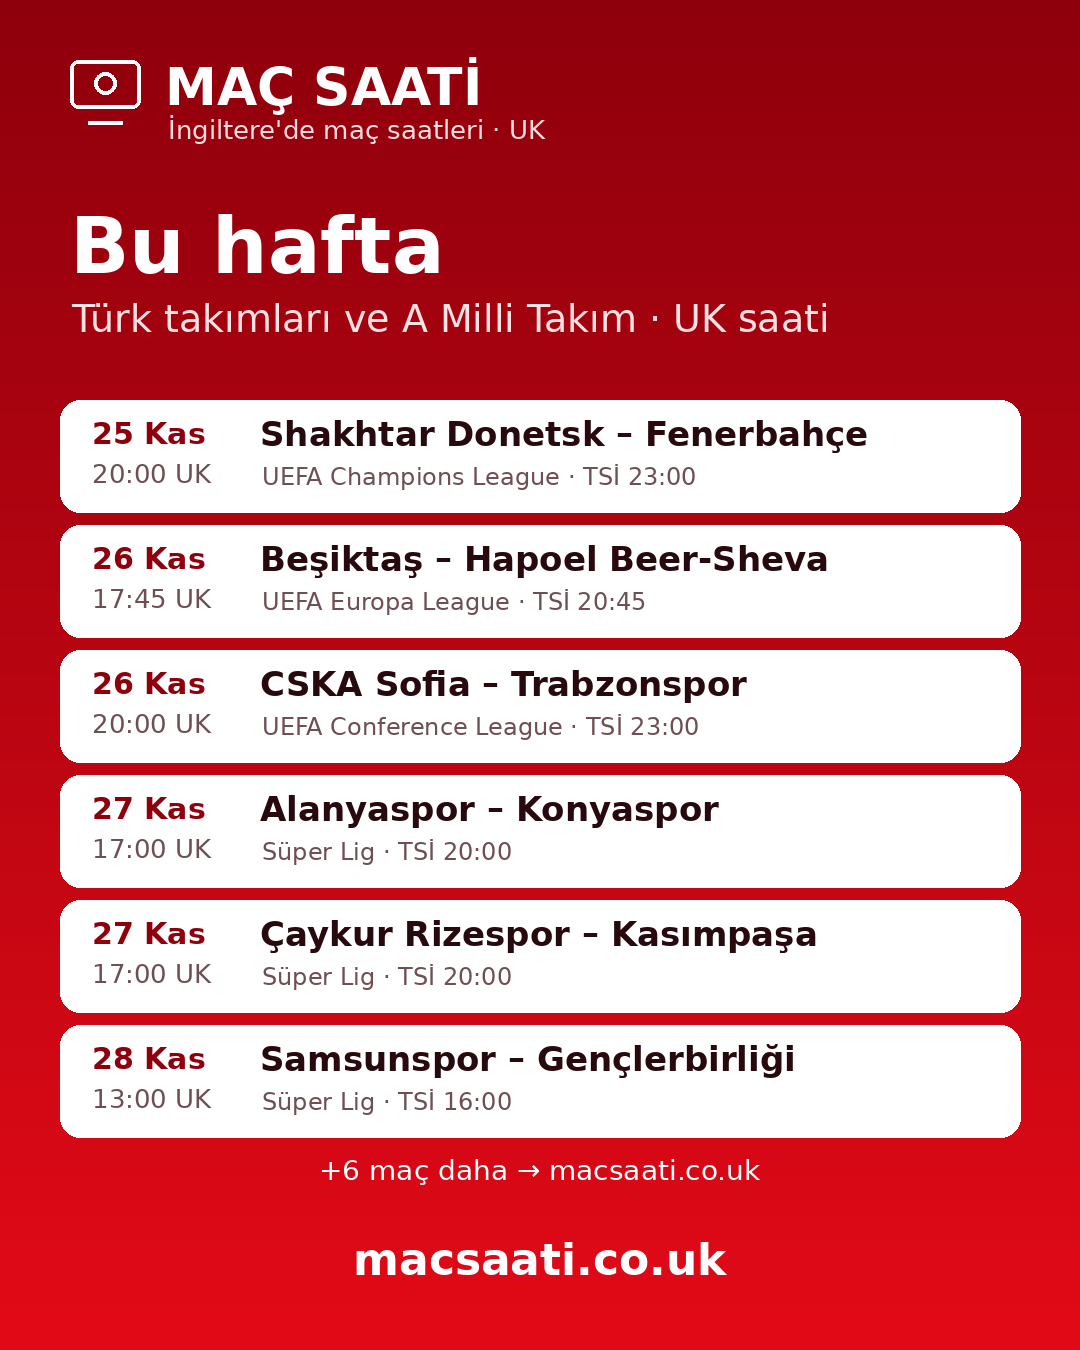 MAÇ SAATİ
İngiltere'de maç saatleri · UK
Bu hafta
Türk takımları ve A Milli Takım · UK saati
25 Kas
20:00 UK
Shakhtar Donetsk – Fenerbahçe
UEFA Champions League · TSİ 23:00
26 Kas
17:45 UK
Beşiktaş – Hapoel Beer-Sheva
UEFA Europa League · TSİ 20:45
26 Kas
20:00 UK
CSKA Sofia – Trabzonspor
UEFA Conference League · TSİ 23:00
27 Kas
17:00 UK
Alanyaspor – Konyaspor
Süper Lig · TSİ 20:00
27 Kas
17:00 UK
Çaykur Rizespor – Kasımpaşa
Süper Lig · TSİ 20:00
28 Kas
13:00 UK
Samsunspor – Gençlerbirliği
Süper Lig · TSİ 16:00
+6 maç daha → macsaati.co.uk
macsaati.co.uk